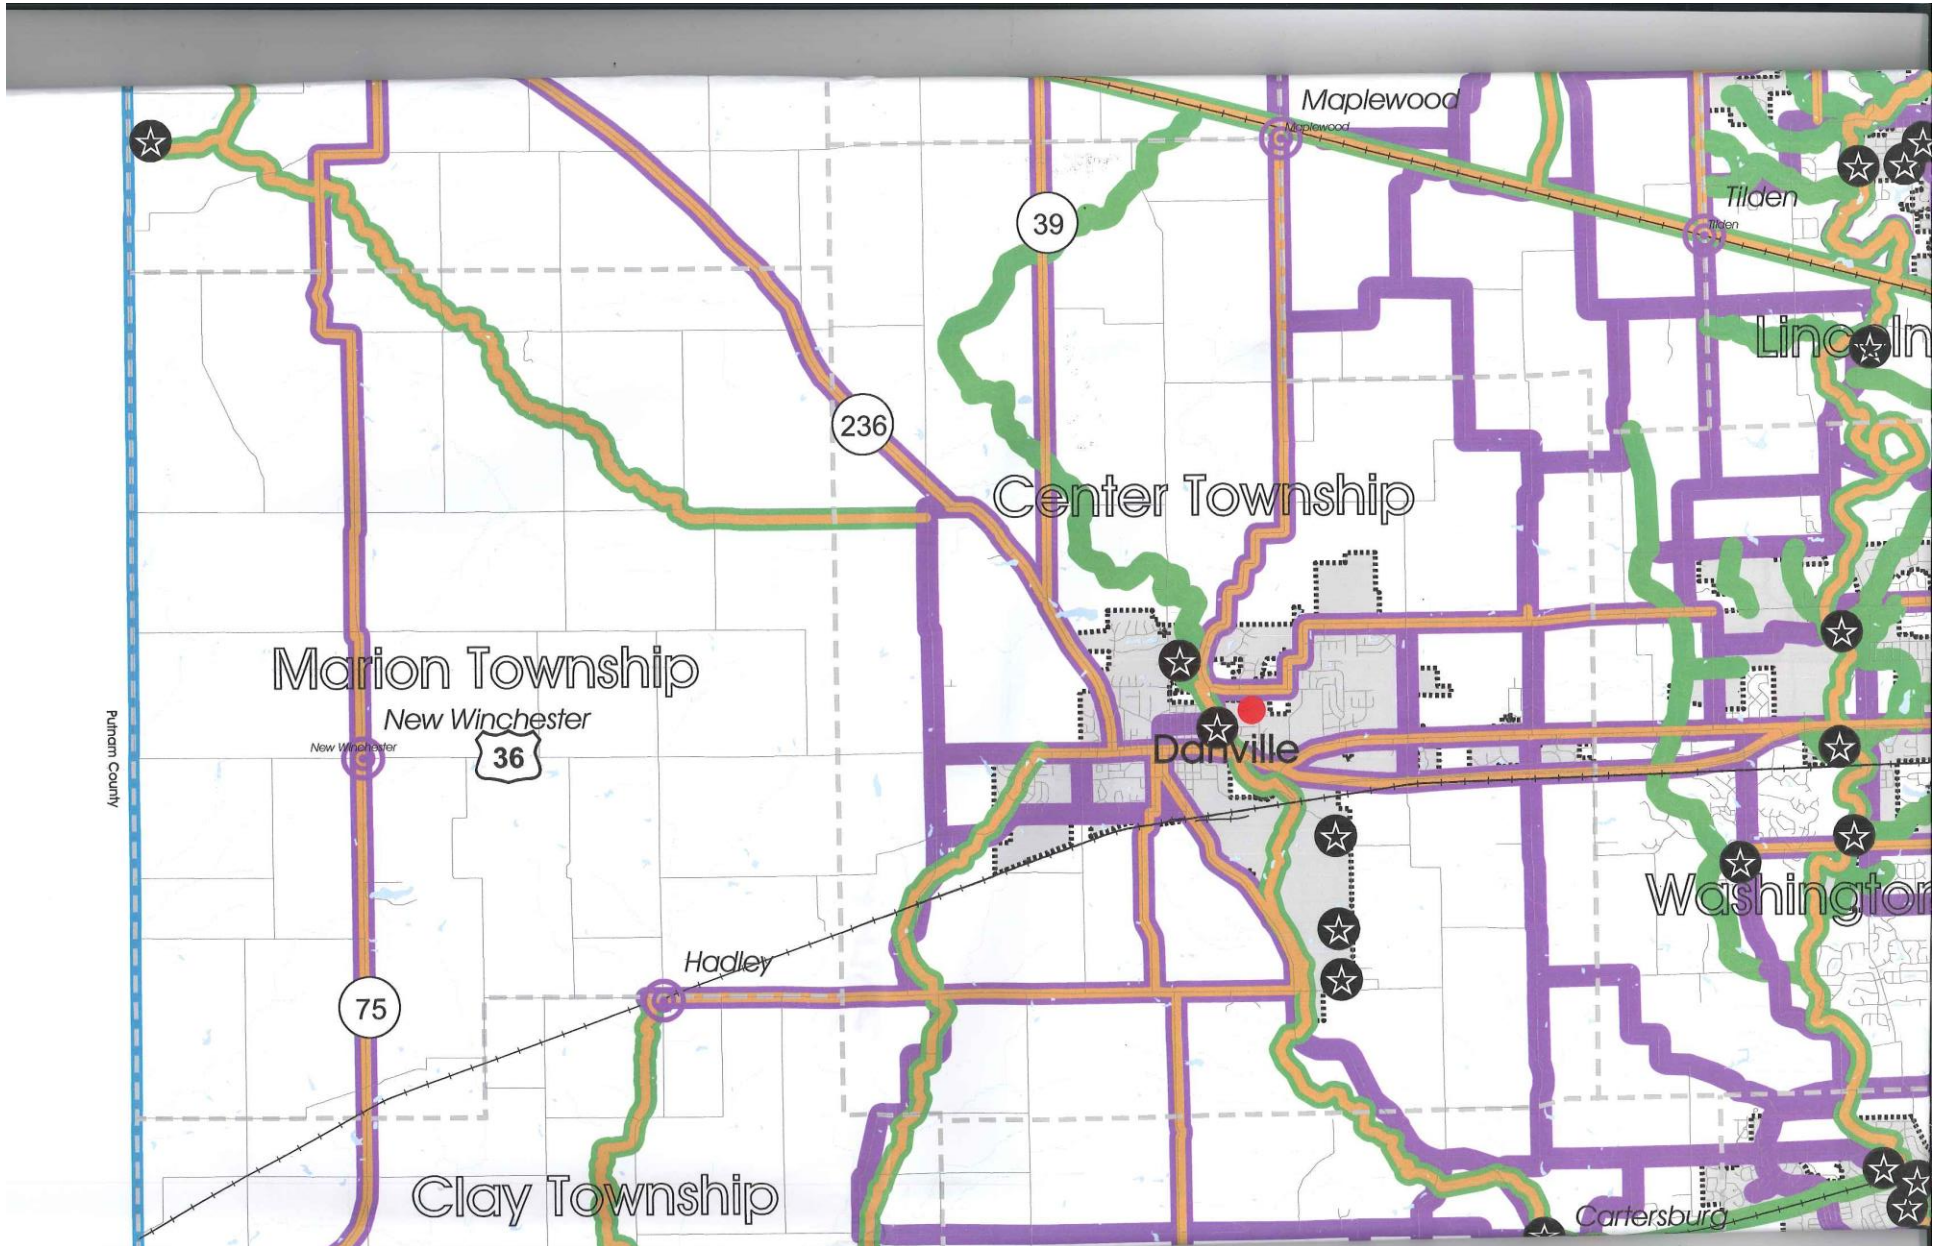 Maplewood
Maplewood
Tilden
Tilden
39
Lincoln
236
Center Township
Marion Township
New Winchester
New Winchester
36
Putnam County
Danville
Washington
Hadley
75
Clay Township
Cartersburg